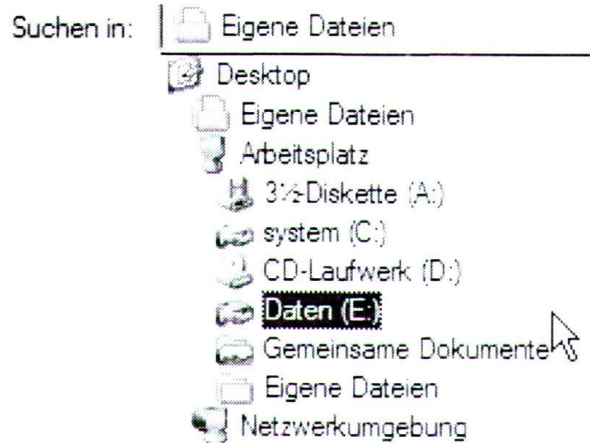 Suchen in: Eigene Dateien
Desktop
Eigene Dateien
Arbeitsplatz
3½-Diskette (A:)
system (C:)
CD-Laufwerk (D:)
Daten (E:)
Gemeinsame Dokumente
Eigene Dateien
Netzwerkumgebung